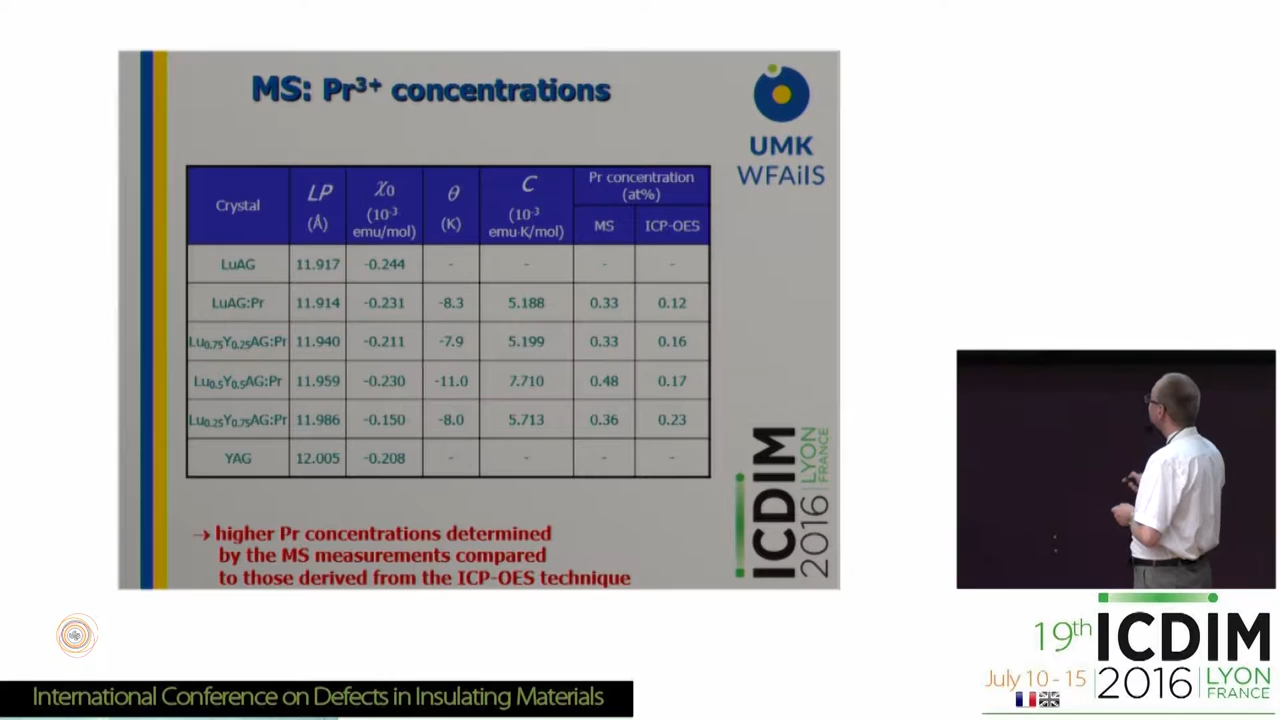 MS: Pr³⁺ concentrations
UMK
WFAiIS
Crystal LP (Å) χ₀ (10⁻³ emu/mol) θ (K) C (10⁻³ emu·K/mol) Pr concentration (at%) MS ICP-OES
LuAG 11.917 -0.244 - - - -
LuAG:Pr 11.914 -0.231 -8.3 5.188 0.33 0.12
Lu₀.₇₅Y₀.₂₅AG:Pr 11.940 -0.211 -7.9 5.199 0.33 0.16
Lu₀.₅Y₀.₅AG:Pr 11.959 -0.230 -11.0 7.710 0.48 0.17
Lu₀.₂₅Y₀.₇₅AG:Pr 11.986 -0.150 -8.0 5.713 0.36 0.23
YAG 12.005 -0.208 - - - -
→ higher Pr concentrations determined
by the MS measurements compared
to those derived from the ICP-OES technique
ICDIM
2016 LYON
FRANCE
19th ICDIM
July 10 - 15 2016 LYON
FRANCE
International Conference on Defects in Insulating Materials